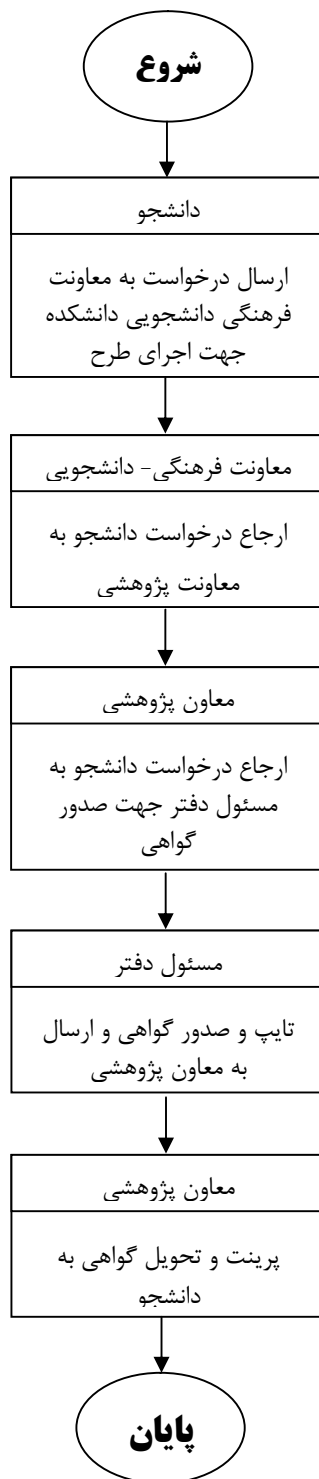 شروع
دانشجو
ارسال درخواست به معاونت
فرهنگی دانشجویی دانشکده
جهت اجرای طرح
معاونت فرهنگی- دانشجویی
ارجاع درخواست دانشجو به
معاونت پژوهشی
معاون پژوهشی
ارجاع درخواست دانشجو به
مسئول دفتر جهت صدور
گواهی
مسئول دفتر
تایپ و صدور گواهی و ارسال
به معاون پژوهشی
معاون پژوهشی
پرینت و تحویل گواهی به
دانشجو
پایان